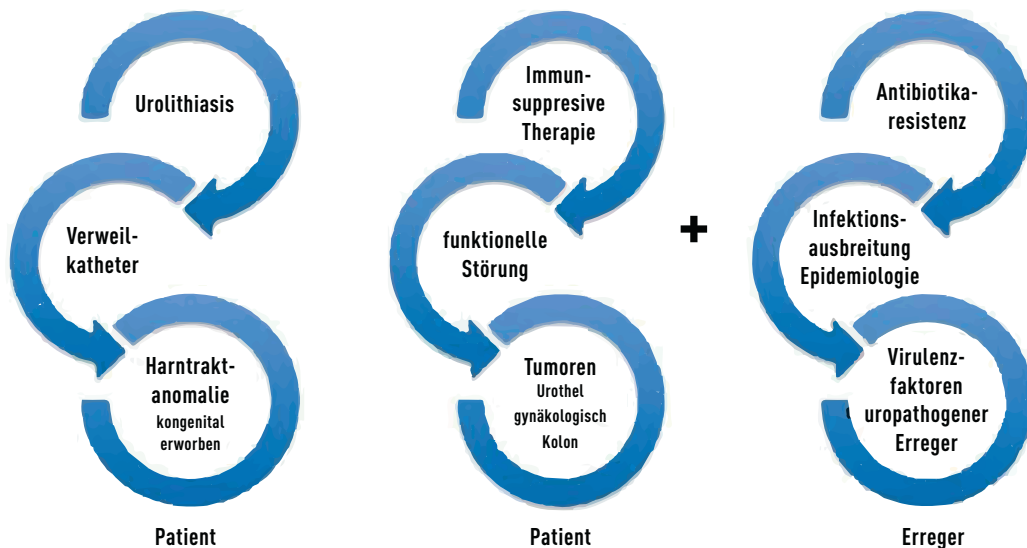 Urolithiasis
Verweil-
katheter
Harntrakt-
anomalie
kongenital
erworben
Patient
Immun-
suppresive
Therapie
funktionelle
Störung
Tumoren
Urothel
gynäkologisch
Kolon
Patient
+
Antibiotika-
resistenz
Infektions-
ausbreitung
Epidemiologie
Virulenz-
faktoren
uropathogener
Erreger
Erreger